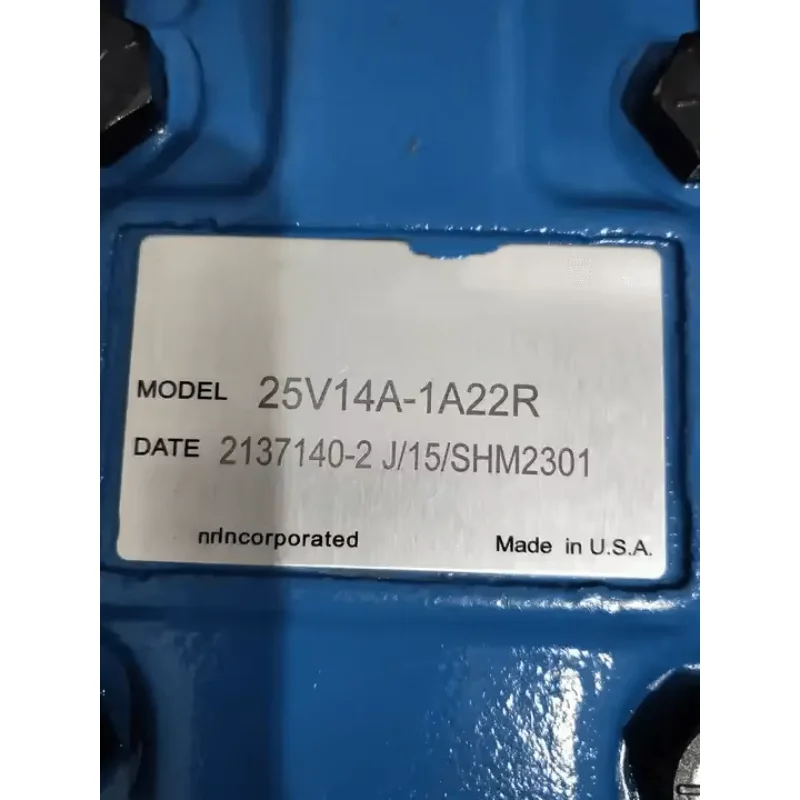 MODEL 25V14A-1A22R
DATE 2137140-2 J/15/SHM2301
nrIncorporated Made in U.S.A.